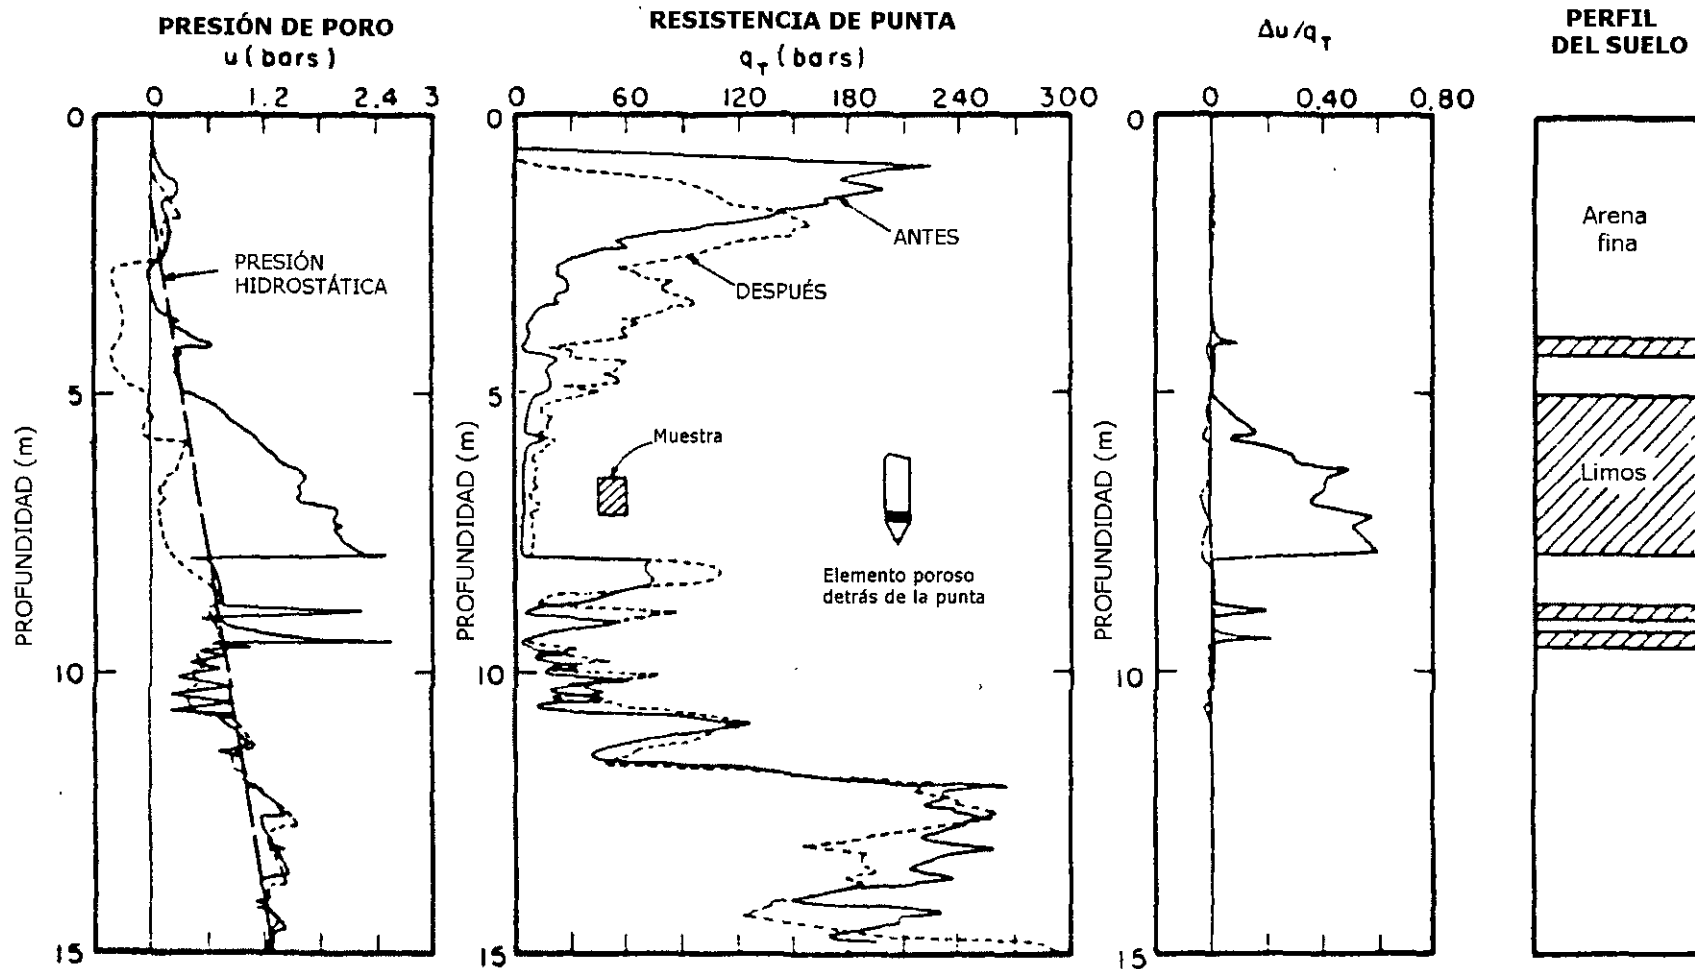 PRESIÓN DE PORO
u (bars)
0 1.2 2.4 3
0
5
10
15
PROFUNDIDAD (m)
PRESIÓN
HIDROSTÁTICA
RESISTENCIA DE PUNTA
q_T (bars)
0 60 120 180 240 300
0
5
10
15
PROFUNDIDAD (m)
ANTES
DESPUÉS
Muestra
Elemento poroso
detrás de la punta
Δu/q_T
0 0.40 0.80
0
10
15
PROFUNDIDAD (m)
PERFIL
DEL SUELO
Arena
fina
Limos